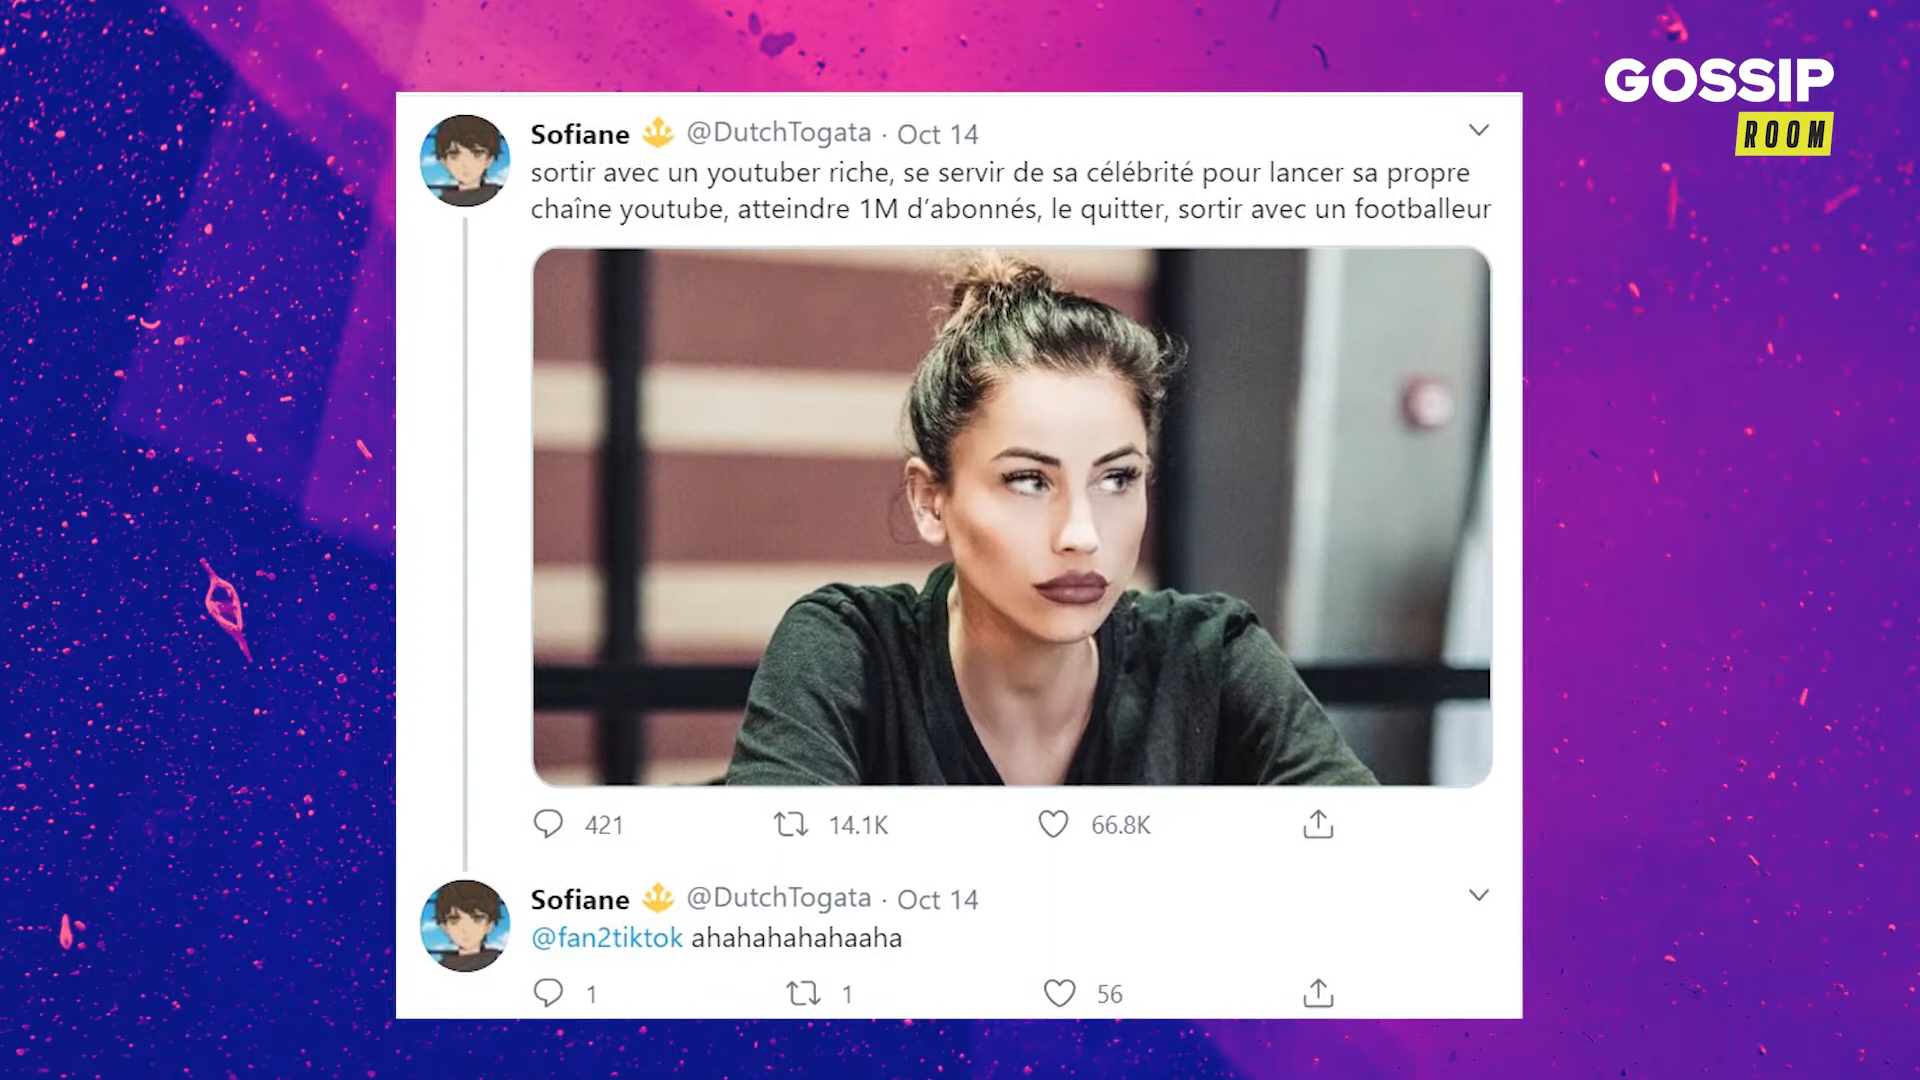 GOSSIP
ROOM
Sofiane @DutchTogata · Oct 14
sortir avec un youtuber riche, se servir de sa célébrité pour lancer sa propre
chaîne youtube, atteindre 1M d’abonnés, le quitter, sortir avec un footballeur
421 14.1K 66.8K
Sofiane @DutchTogata · Oct 14
@fan2tiktok ahahahahahaaha
1 1 56